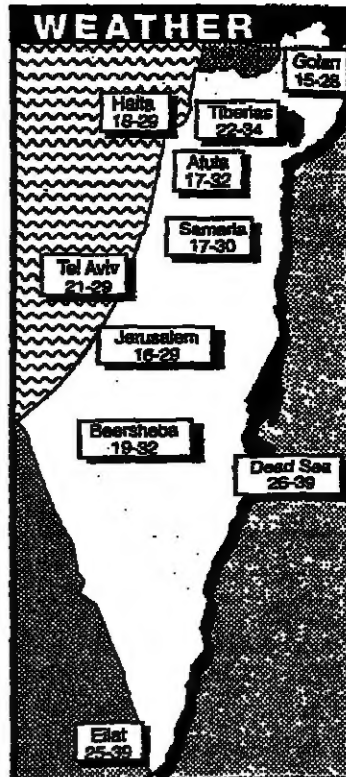 WEATHER
Golan
15-28
Haifa
18-29
Tiberias
22-34
Afula
17-32
Samaria
17-30
Tel Aviv
21-29
Jerusalem
16-29
Beersheba
19-32
Dead Sea
26-39
Eilat
25-39